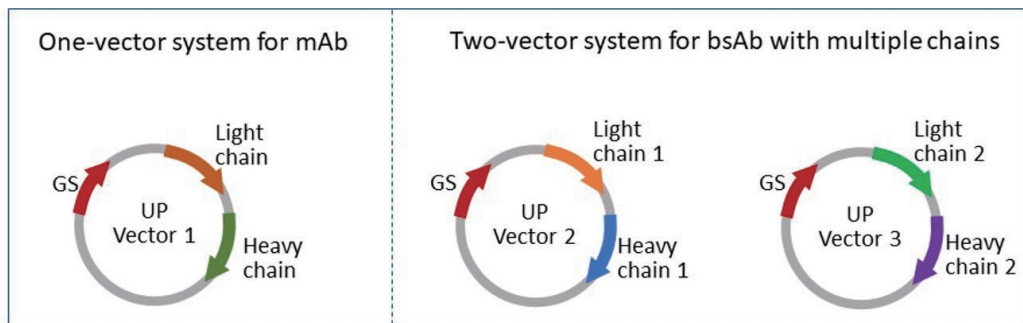 One-vector system for mAb
Two-vector system for bsAb with multiple chains
Light
chain
GS
UP
Vector 1
Heavy
chain
Light
chain 1
GS
UP
Vector 2
Heavy
chain 1
Light
chain 2
GS
UP
Vector 3
Heavy
chain 2